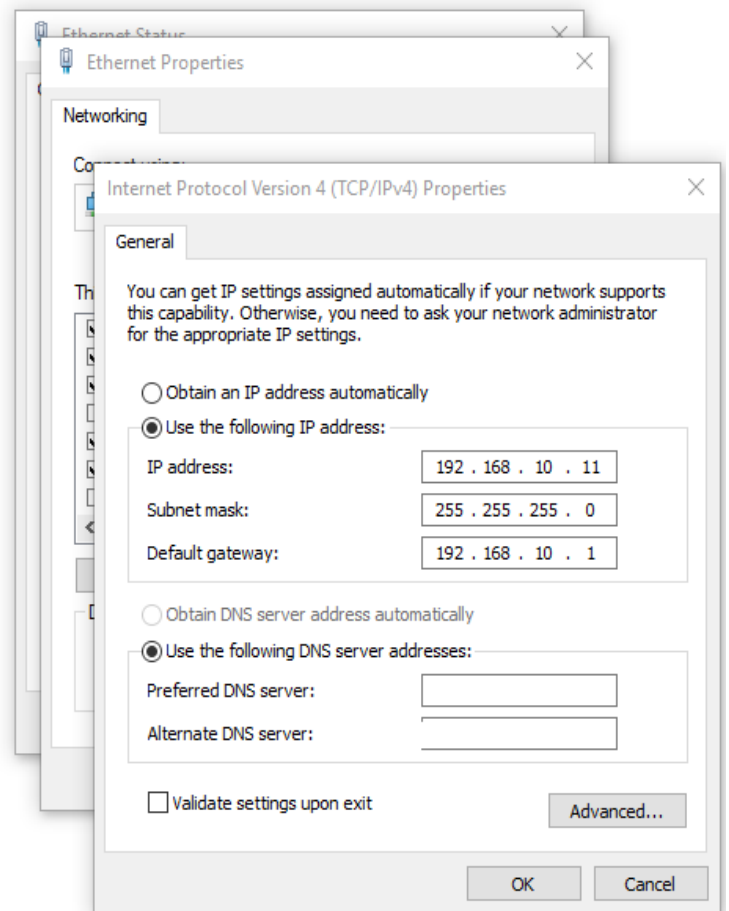 Ethernet Status
Ethernet Properties
Networking
Connect using:
Internet Protocol Version 4 (TCP/IPv4) Properties
General
Th
You can get IP settings assigned automatically if your network supports
this capability. Otherwise, you need to ask your network administrator
for the appropriate IP settings.
Obtain an IP address automatically
Use the following IP address:
IP address: 192 . 168 . 10 . 11
Subnet mask: 255 . 255 . 255 . 0
Default gateway: 192 . 168 . 10 . 1
Obtain DNS server address automatically
Use the following DNS server addresses:
Preferred DNS server:
Alternate DNS server:
Validate settings upon exit
Advanced...
OK Cancel